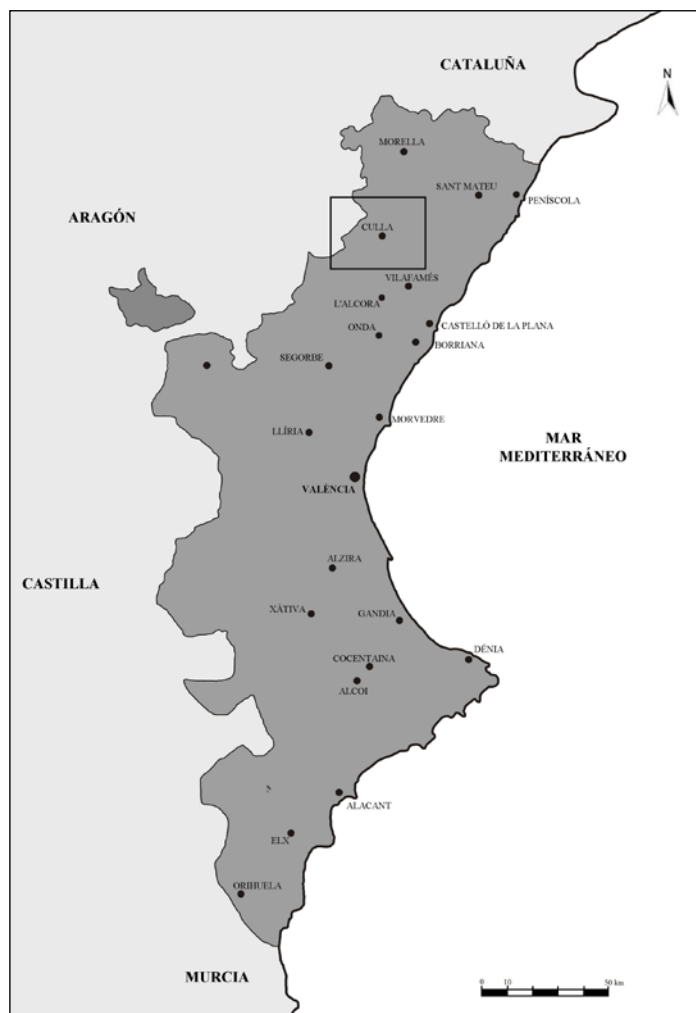 CATALUÑA
N
MORELLA
SANT MATEU
PENÍSCOLA
ARAGÓN
CULLA
VILAFAMÉS
L'ALCORA
CASTELLÓ DE LA PLANA
ONDA
BORRIANA
SEGORBE
MORVEDRE
LLÍRIA
MAR
MEDITERRÁNEO
VALÈNCIA
ALZIRA
CASTILLA
XÀTIVA
GANDIA
DÉNIA
COCENTAINA
ALCOI
ALACANT
ELX
ORIHUELA
MURCIA
0 10 50 km